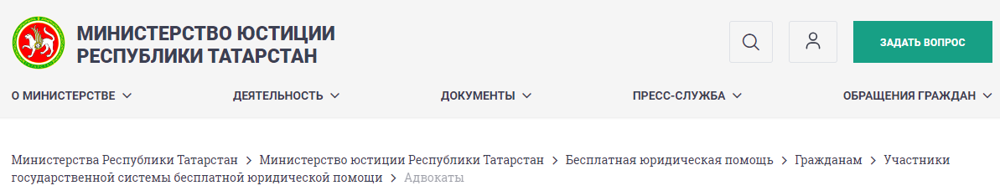 МИНИСТЕРСТВО ЮСТИЦИИ
РЕСПУБЛИКИ ТАТАРСТАН
ЗАДАТЬ ВОПРОС
О МИНИСТЕРСТВЕ ДЕЯТЕЛЬНОСТЬ ДОКУМЕНТЫ ПРЕСС-СЛУЖБА ОБРАЩЕНИЯ ГРАЖДАН
Министерства Республики Татарстан > Министерство юстиции Республики Татарстан > Бесплатная юридическая помощь > Гражданам > Участники
государственной системы бесплатной юридической помощи > Адвокаты